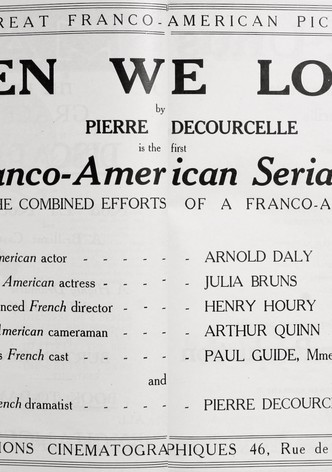 REAT FRANCO-AMERICAN PIC
EN WE LO
by
PIERRE DECOURCELLE
is the first
anco-American Seria
HE COMBINED EFFORTS OF A FRANCO-A
merican actor - - - - - ARNOLD DALY
American actress - - - - JULIA BRUNS
nced French director - - - - HENRY HOURY
American cameraman - - - - ARTHUR QUINN
s French cast - - - - - PAUL GUIDE, Mme
and
ench dramatist - - - - PIERRE DECOURC
IONS CINEMATOGRAPHIQUES 46, Rue de